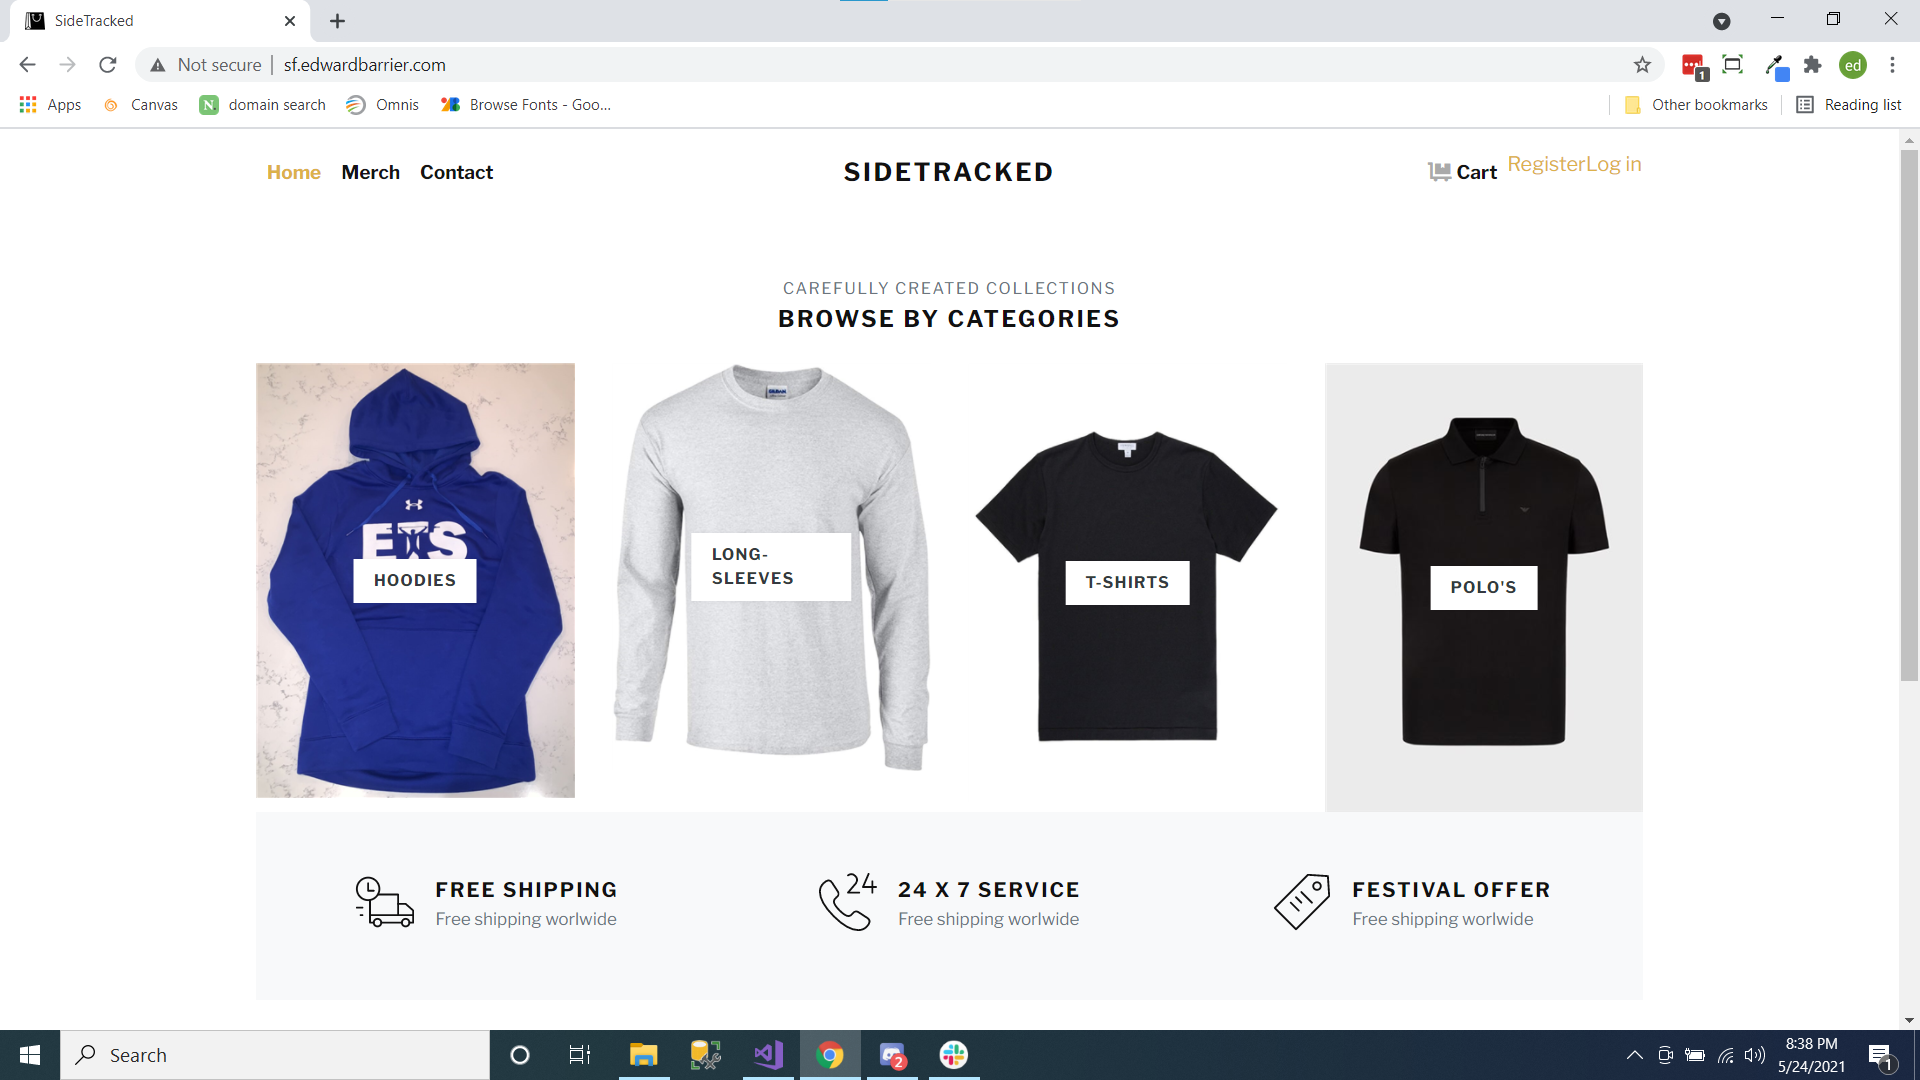 SideTracked
Not secure
sf.edwardbarrier.com
1
ed
Apps
Canvas
N.
domain search
Omnis
Browse Fonts - Goo...
Other bookmarks
Reading list
Home
Merch
Contact
SIDETRACKED
Cart
RegisterLog in
CAREFULLY CREATED COLLECTIONS
BROWSE BY CATEGORIES
HOODIES
LONG-
SLEEVES
T-SHIRTS
POLO'S
24
FREE SHIPPING
Free shipping worlwide
24 X 7 SERVICE
Free shipping worlwide
FESTIVAL OFFER
Free shipping worlwide
Search
2
8:38 PM
5/24/2021
1